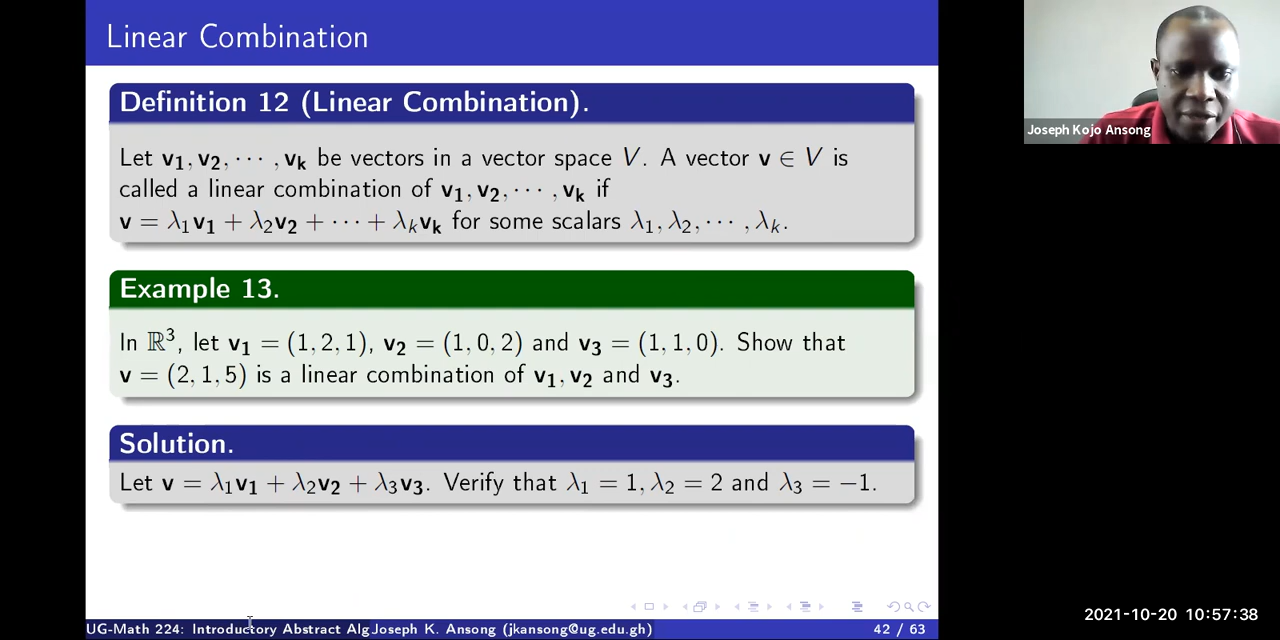 Linear Combination
Definition 12 (Linear Combination).
Let v₁, v₂, ··· , vₖ be vectors in a vector space V. A vector v ∈ V is
called a linear combination of v₁, v₂, ··· , vₖ if
v = λ₁v₁ + λ₂v₂ + ··· + λₖvₖ for some scalars λ₁, λ₂, ··· , λₖ.
Example 13.
In ℝ³, let v₁ = (1, 2, 1), v₂ = (1, 0, 2) and v₃ = (1, 1, 0). Show that
v = (2, 1, 5) is a linear combination of v₁, v₂ and v₃.
Solution.
Let v = λ₁v₁ + λ₂v₂ + λ₃v₃. Verify that λ₁ = 1, λ₂ = 2 and λ₃ = −1.
UG-Math 224: Introductory Abstract Alg Joseph K. Ansong (jkansong@ug.edu.gh) 42 / 63
Joseph Kojo Ansong
2021-10-20 10:57:38